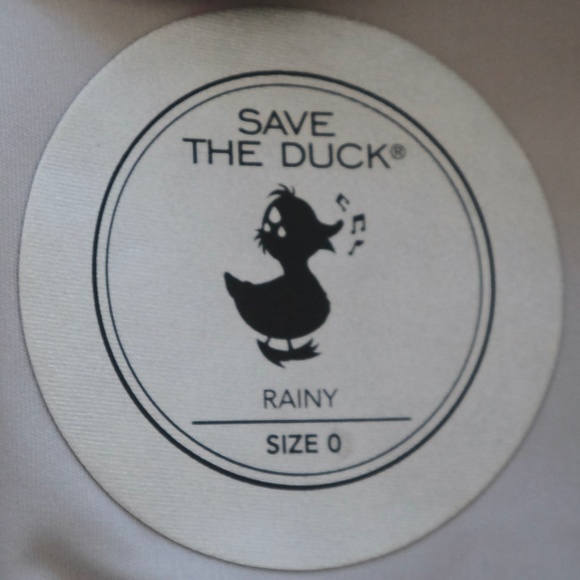 SAVE
THE DUCK®
RAINY
SIZE 0